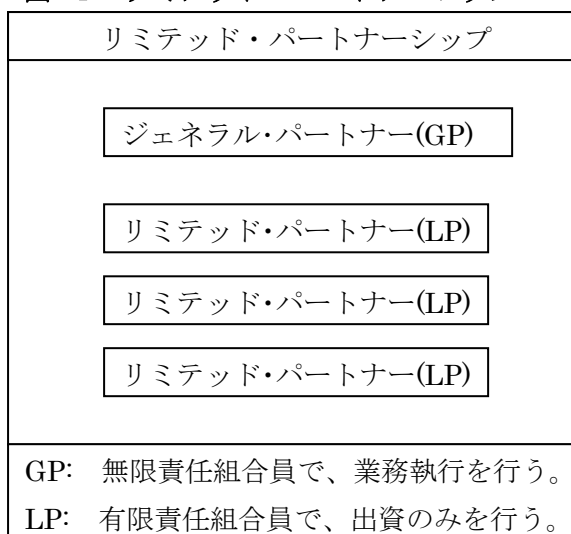 リミテッド・パートナーシップ
ジェネラル・パートナー(GP)
リミテッド・パートナー(LP)
リミテッド・パートナー(LP)
リミテッド・パートナー(LP)
GP: 無限責任組合員で、業務執行を行う。
LP: 有限責任組合員で、出資のみを行う。